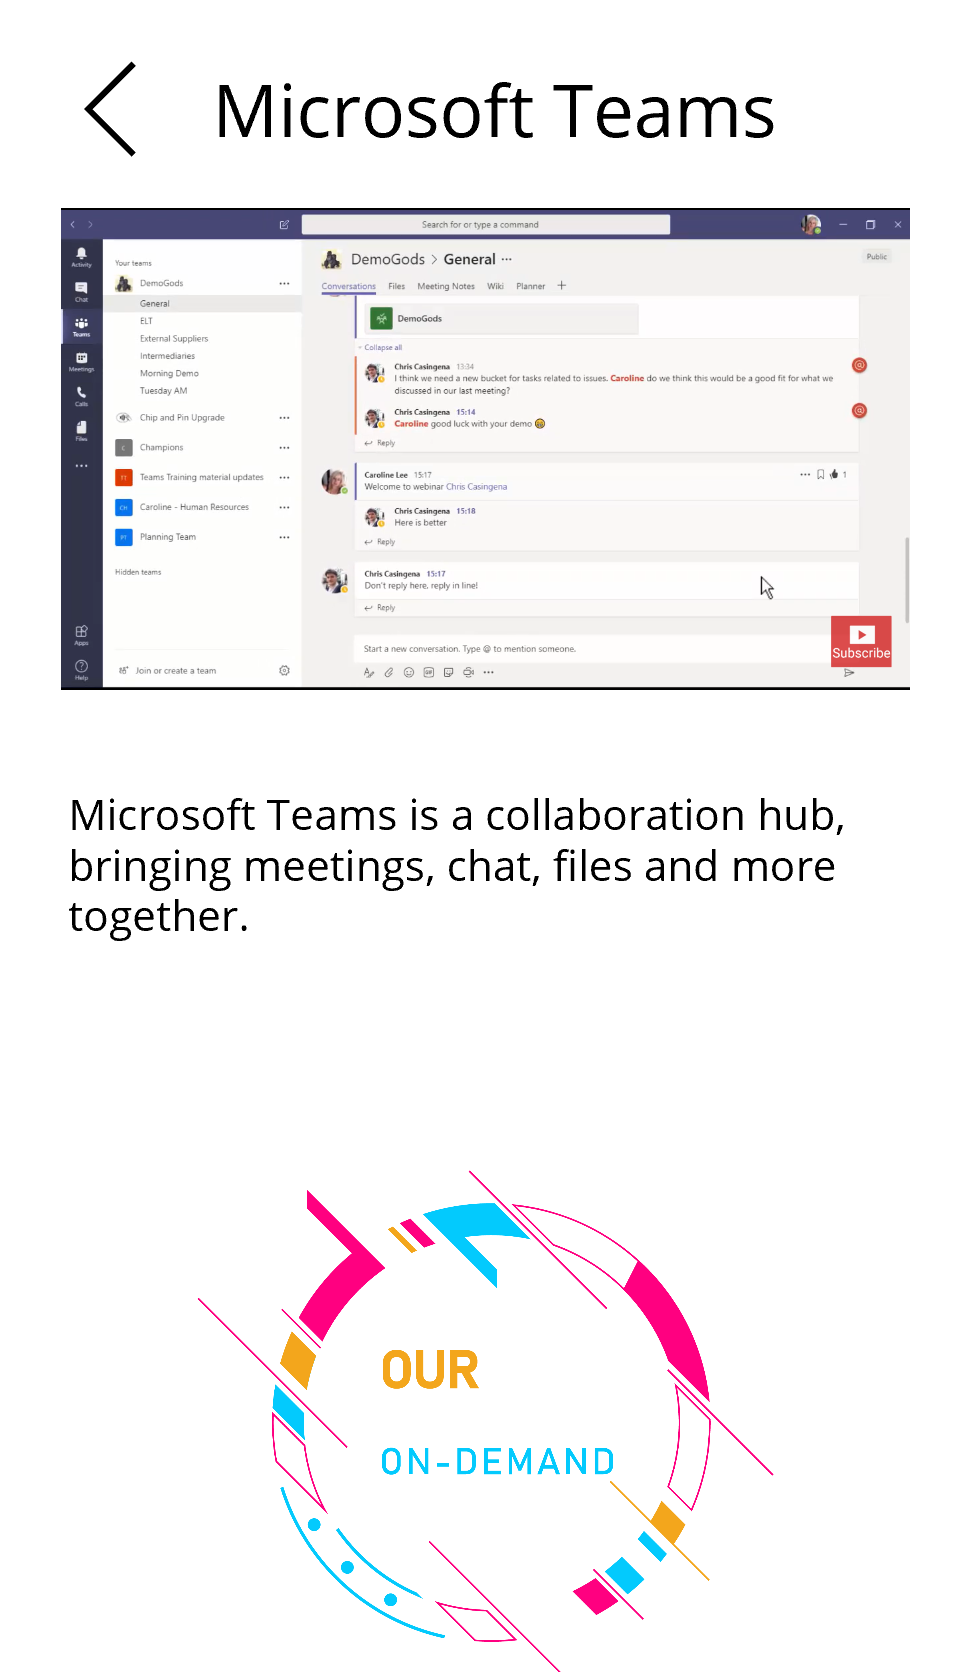 Microsoft Teams
Search for or type a command
Activity
Chat
Teams
Meetings
Calls
Files
Apps
Help
Your teams
DemoGods
General
ELT
External Suppliers
Intermediaries
Morning Demo
Tuesday AM
Chip and Pin Upgrade
C Champions
TT Teams Training material updates
CH Caroline - Human Resources
PT Planning Team
Hidden teams
Join or create a team
DemoGods > General ...
Public
Conversations Files Meeting Notes Wiki Planner +
DemoGods
Collapse all
Chris Casingena 13:34
I think we need a new bucket for tasks related to issues. Caroline do we think this would be a good fit for what we
discussed in our last meeting?
Chris Casingena 15:14
Caroline good luck with your demo
Reply
Caroline Lee 15:17
1
Welcome to webinar Chris Casingena
Chris Casingena 15:18
Here is better
Reply
Chris Casingena 15:17
Don't reply here, reply in line!
Reply
Start a new conversation. Type @ to mention someone.
Subscribe
Microsoft Teams is a collaboration hub,
bringing meetings, chat, files and more
together.
OUR
ON-DEMAND